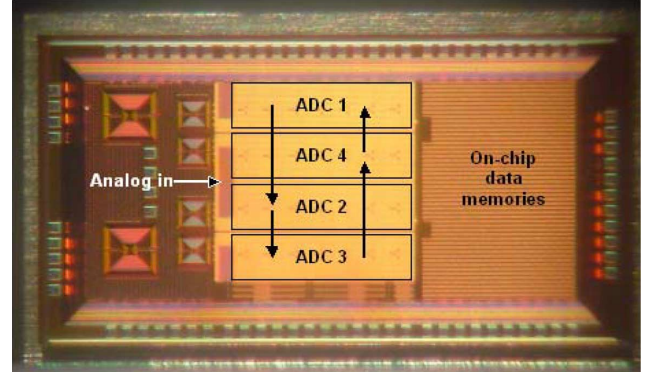 ADC 1
ADC 4
Analog in
ADC 2
ADC 3
On-chip
data
memories